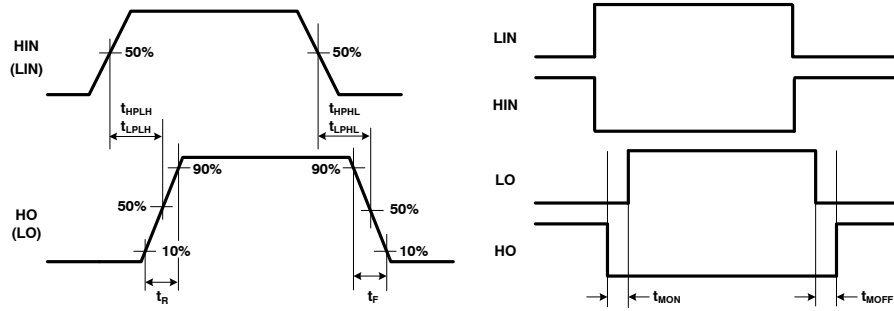 HIN
(LIN)
50%
50%
tHPLH
tLPLH
tHPHL
tLPHL
90%
90%
HO
(LO)
50%
50%
10%
10%
tR
tF
LIN
HIN
LO
HO
tMON
tMOFF